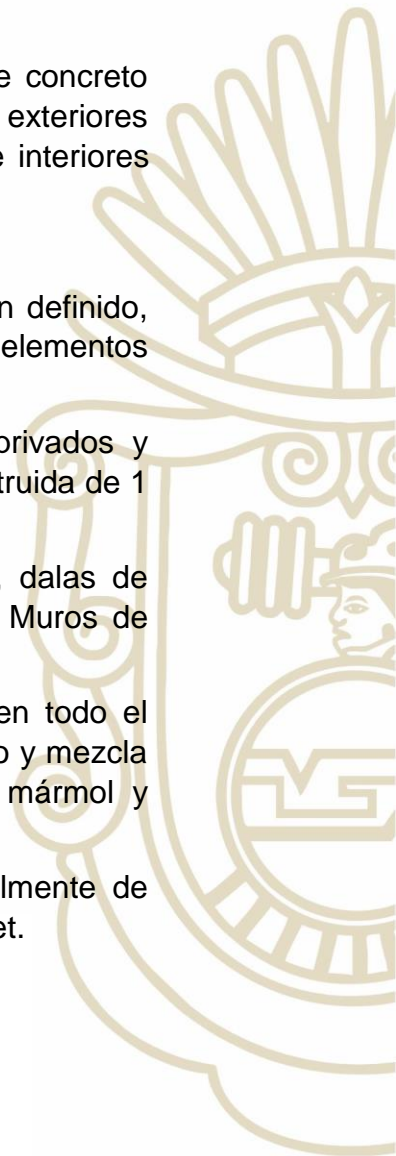 e concreto
exteriores
e interiores
n definido,
elementos
privados y
truida de 1
dalas de
Muros de
en todo el
o y mezcla
mármol y
lmente de
et.